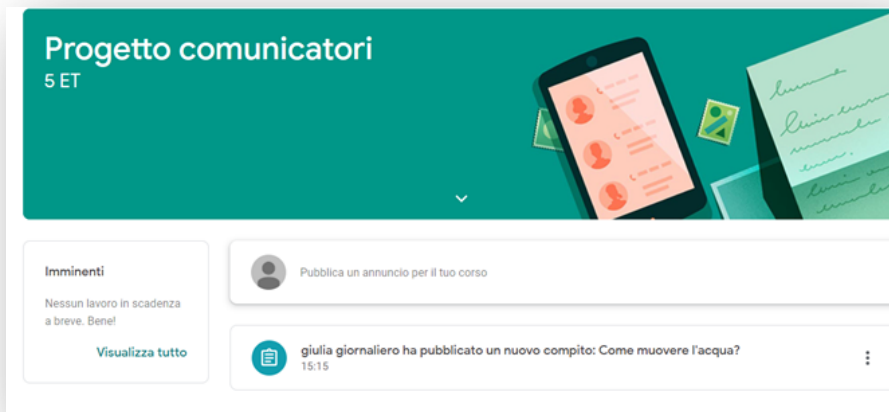 Progetto comunicatori
5 ET
Imminenti
Nessun lavoro in scadenza
a breve. Bene!
Visualizza tutto
Pubblica un annuncio per il tuo corso
giulia giornaliero ha pubblicato un nuovo compito: Come muovere l'acqua?
15:15